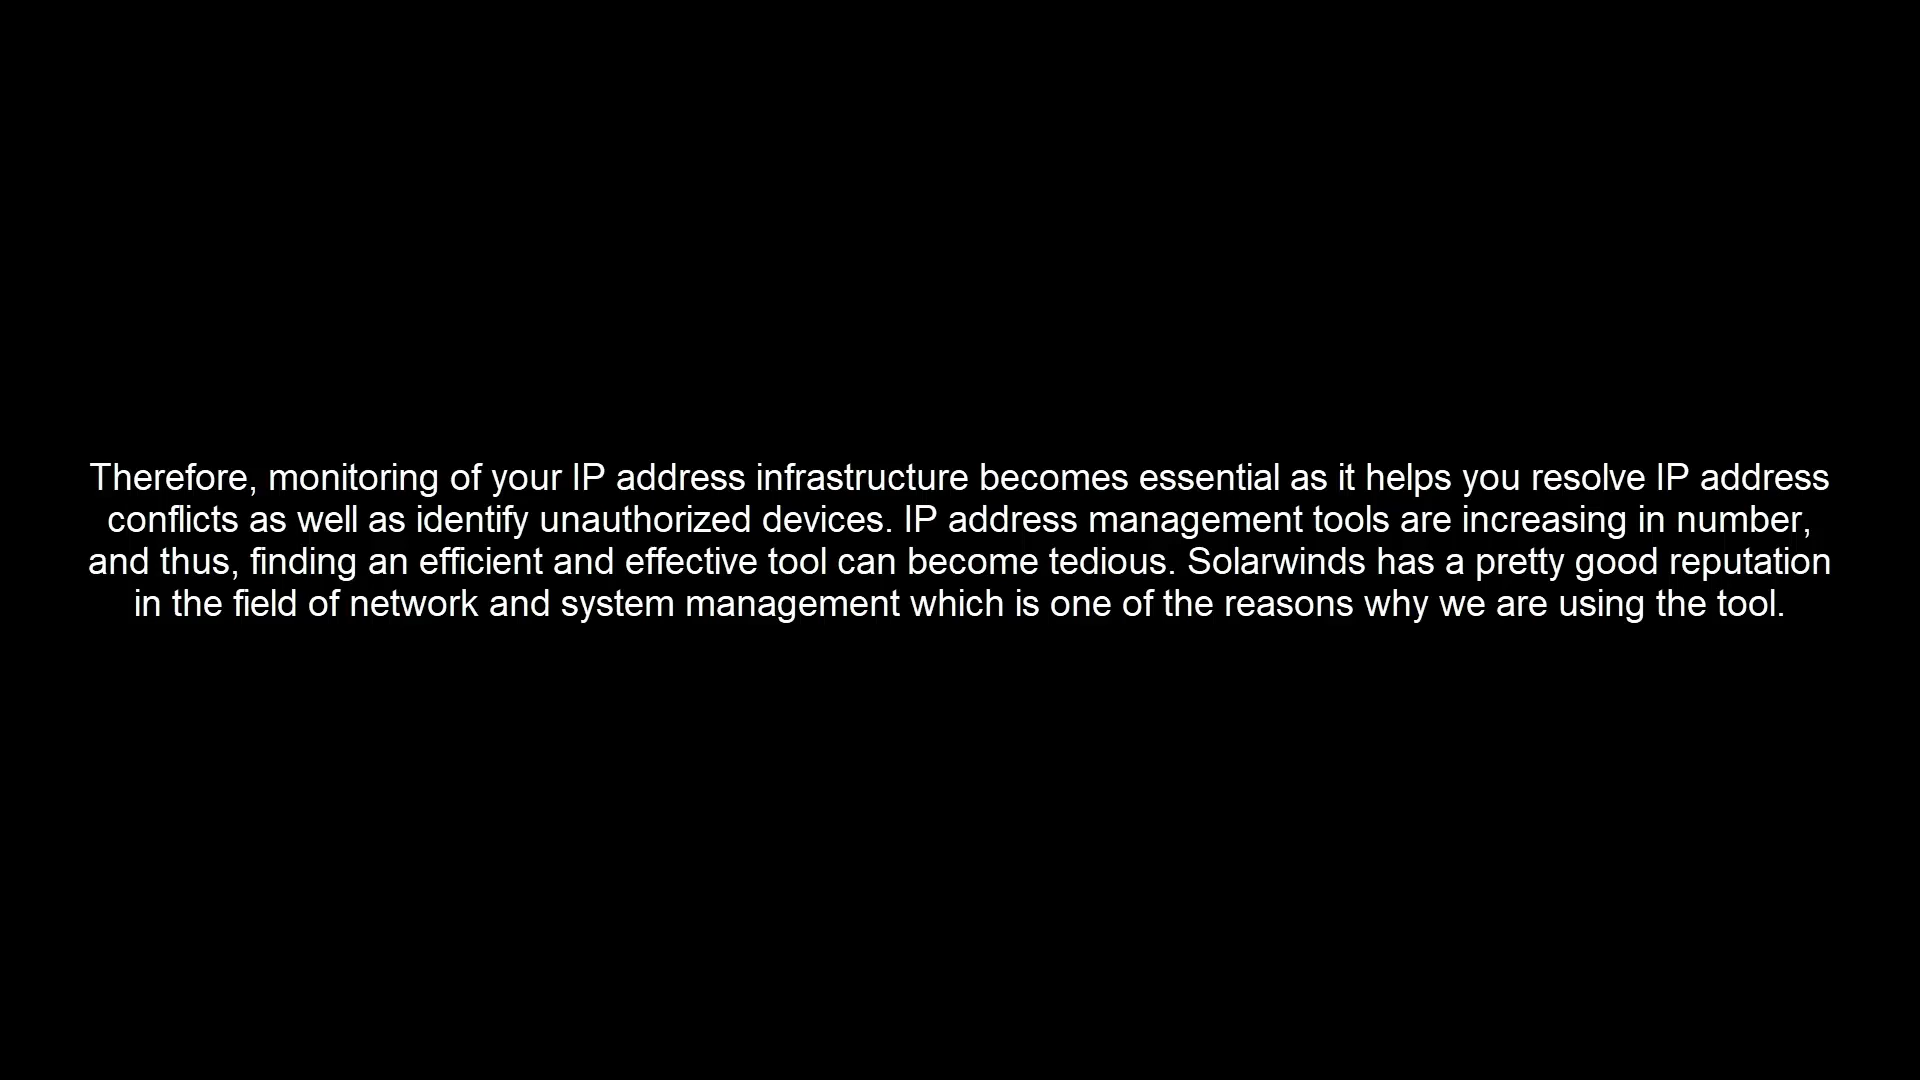 Therefore, monitoring of your IP address infrastructure becomes essential as it helps you resolve IP address
conflicts as well as identify unauthorized devices. IP address management tools are increasing in number,
and thus, finding an efficient and effective tool can become tedious. Solarwinds has a pretty good reputation
in the field of network and system management which is one of the reasons why we are using the tool.